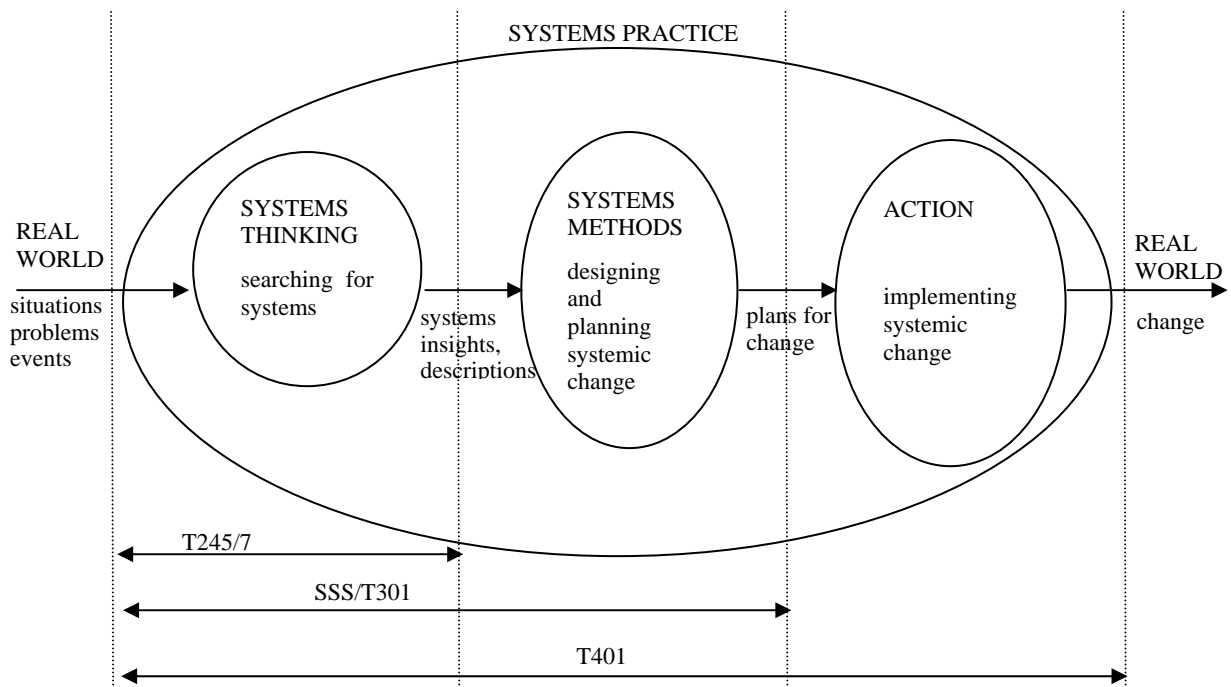 SYSTEMS PRACTICE
REAL
WORLD
situations
problems
events
SYSTEMS
THINKING
searching for
systems
systems
insights,
descriptions
SYSTEMS
METHODS
designing
and
planning
systemic
change
plans for
change
ACTION
implementing
systemic
change
REAL
WORLD
change
T245/7
SSS/T301
T401